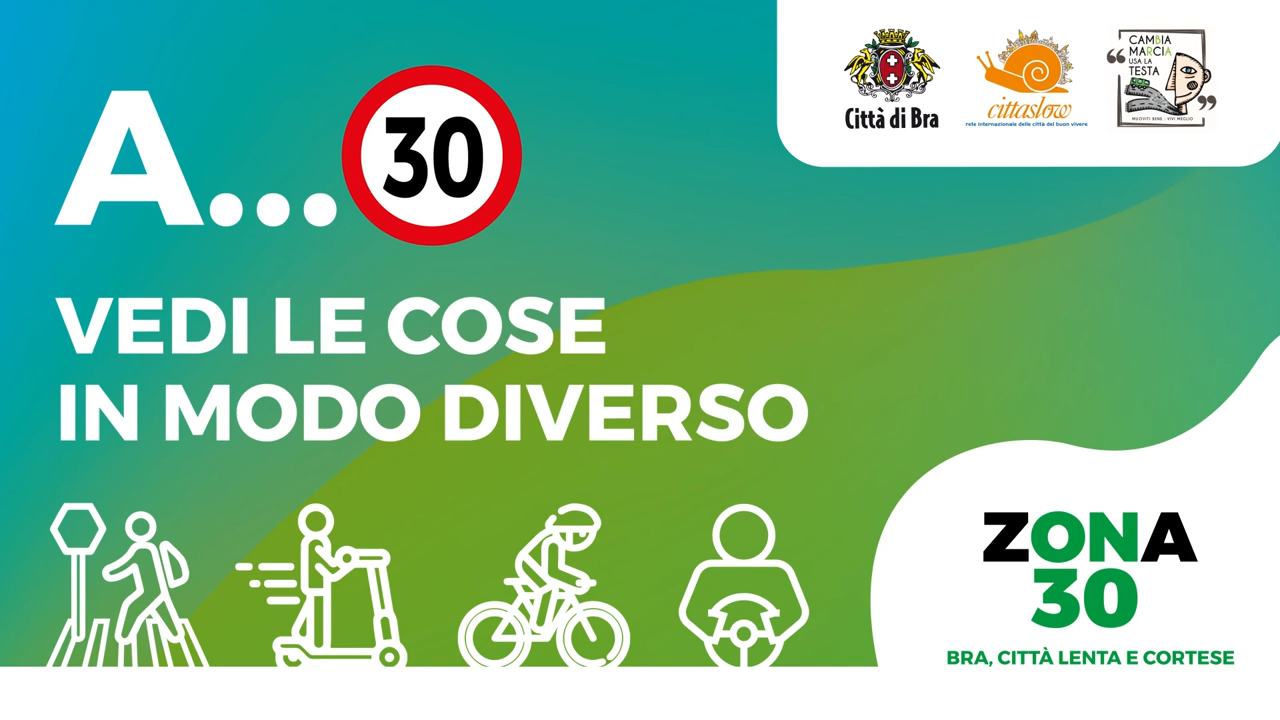 A... 30
VEDI LE COSE
IN MODO DIVERSO
Città di Bra
cittaslow
rete internazionale delle città del buon vivere
CAMBIA
MARCIA
USA LA
TESTA
MUOVITI BENE - VIVI MEGLIO
ZONA
30
BRA, CITTÀ LENTA E CORTESE